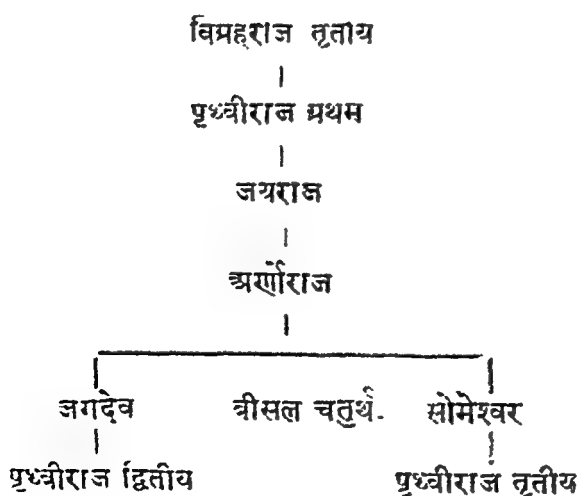 विग्रहराज तृतीय
पृथ्वीराज प्रथम
जयराज
अर्णोराज
जगदेव बीसल चतुर्थ. सोमेश्वर
पृथ्वीराज द्वितीय पृथ्वीराज तृतीय